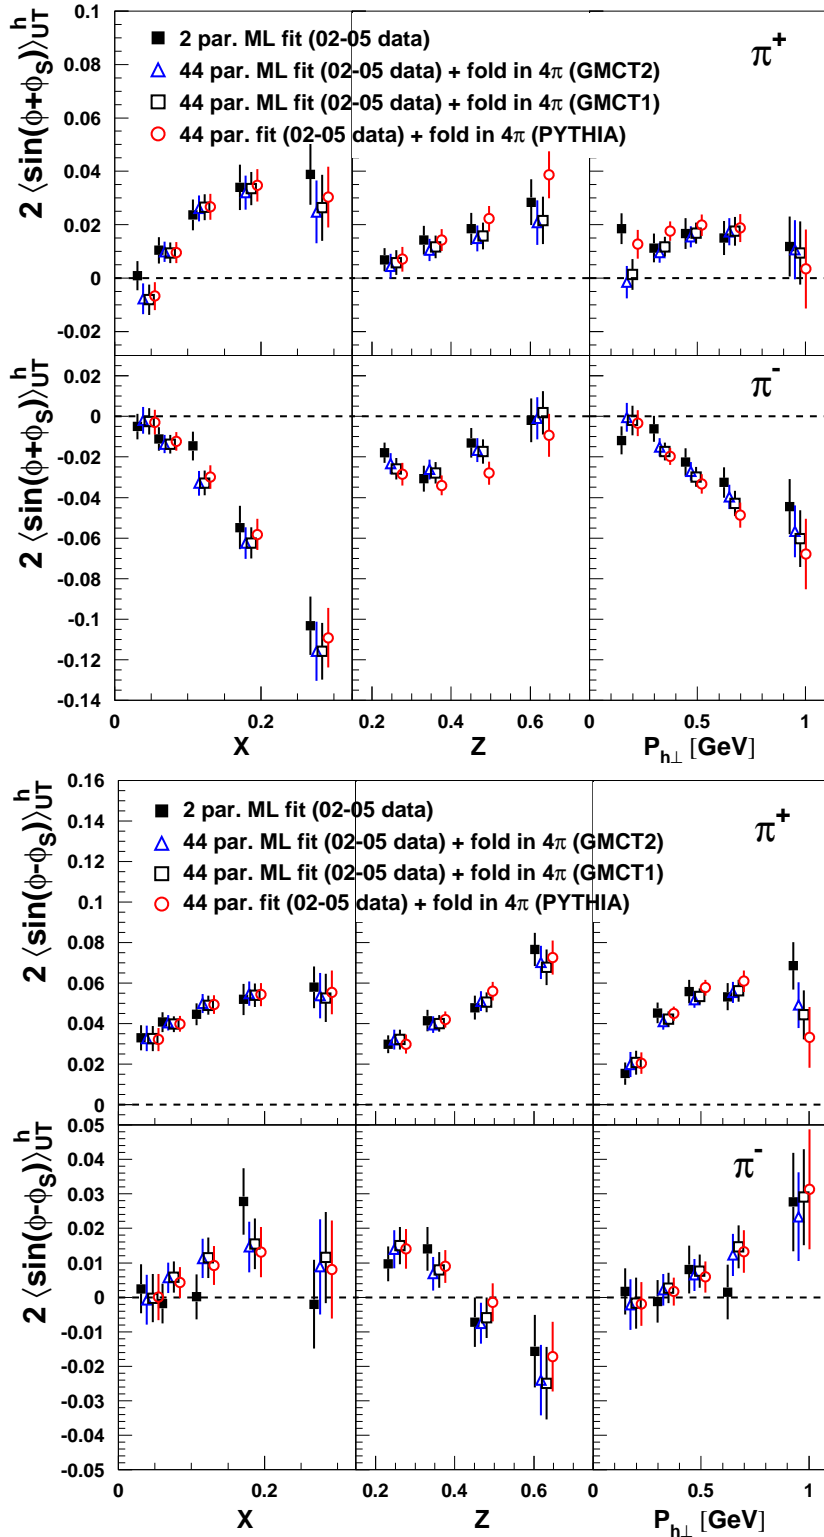 2 ⟨sin(ϕ+ϕS)⟩UT^h
0.1
0.08
0.06
0.04
0.02
0
-0.02
■ 2 par. ML fit (02-05 data)
△ 44 par. ML fit (02-05 data) + fold in 4π (GMCT2)
□ 44 par. ML fit (02-05 data) + fold in 4π (GMCT1)
○ 44 par. fit (02-05 data) + fold in 4π (PYTHIA)
π+
2 ⟨sin(ϕ+ϕS)⟩UT^h
0.02
0
-0.02
-0.04
-0.06
-0.08
-0.1
-0.12
-0.14
π-
0 0.2 0.2 0.4 0.6 0 0.5 1
X Z Ph⊥ [GeV]
2 ⟨sin(ϕ-ϕS)⟩UT^h
0.16
0.14
0.12
0.1
0.08
0.06
0.04
0.02
0
■ 2 par. ML fit (02-05 data)
△ 44 par. ML fit (02-05 data) + fold in 4π (GMCT2)
□ 44 par. ML fit (02-05 data) + fold in 4π (GMCT1)
○ 44 par. fit (02-05 data) + fold in 4π (PYTHIA)
π+
2 ⟨sin(ϕ-ϕS)⟩UT^h
0.05
0.04
0.03
0.02
0.01
0
-0.01
-0.02
-0.03
-0.04
-0.05
π-
0 0.2 0.2 0.4 0.6 0 0.5 1
X Z Ph⊥ [GeV]